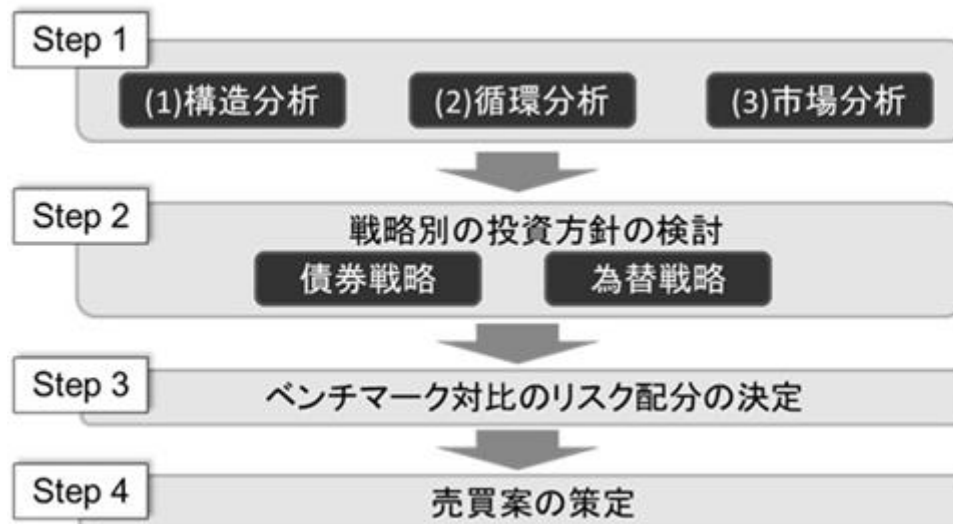 Step 1
(1)構造分析 (2)循環分析 (3)市場分析
Step 2
戦略別の投資方針の検討
債券戦略 為替戦略
Step 3
ベンチマーク対比のリスク配分の決定
Step 4
売買案の策定